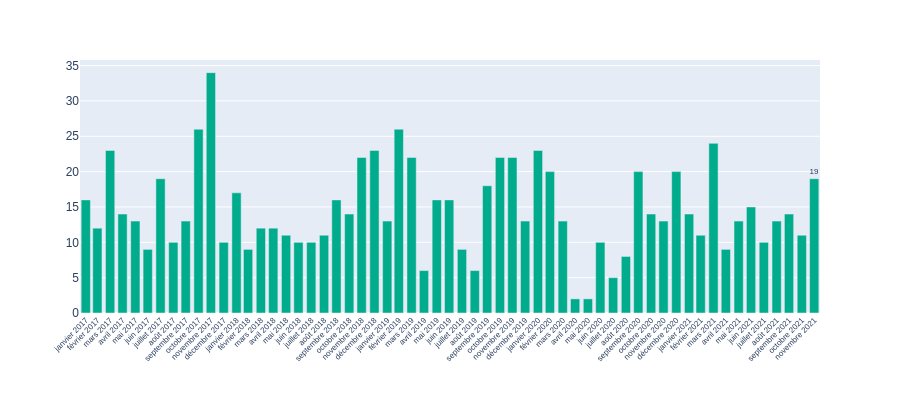 35
30
25
20
15
10
5
0
19
janvier 2017
février 2017
mars 2017
avril 2017
mai 2017
juin 2017
juillet 2017
août 2017
septembre 2017
octobre 2017
novembre 2017
décembre 2017
janvier 2018
février 2018
mars 2018
avril 2018
mai 2018
juin 2018
juillet 2018
août 2018
septembre 2018
octobre 2018
novembre 2018
décembre 2018
janvier 2019
février 2019
mars 2019
avril 2019
mai 2019
juin 2019
juillet 2019
août 2019
septembre 2019
octobre 2019
novembre 2019
décembre 2019
janvier 2020
février 2020
mars 2020
avril 2020
mai 2020
juin 2020
juillet 2020
août 2020
septembre 2020
octobre 2020
novembre 2020
décembre 2020
janvier 2021
février 2021
mars 2021
avril 2021
mai 2021
juin 2021
juillet 2021
août 2021
septembre 2021
octobre 2021
novembre 2021